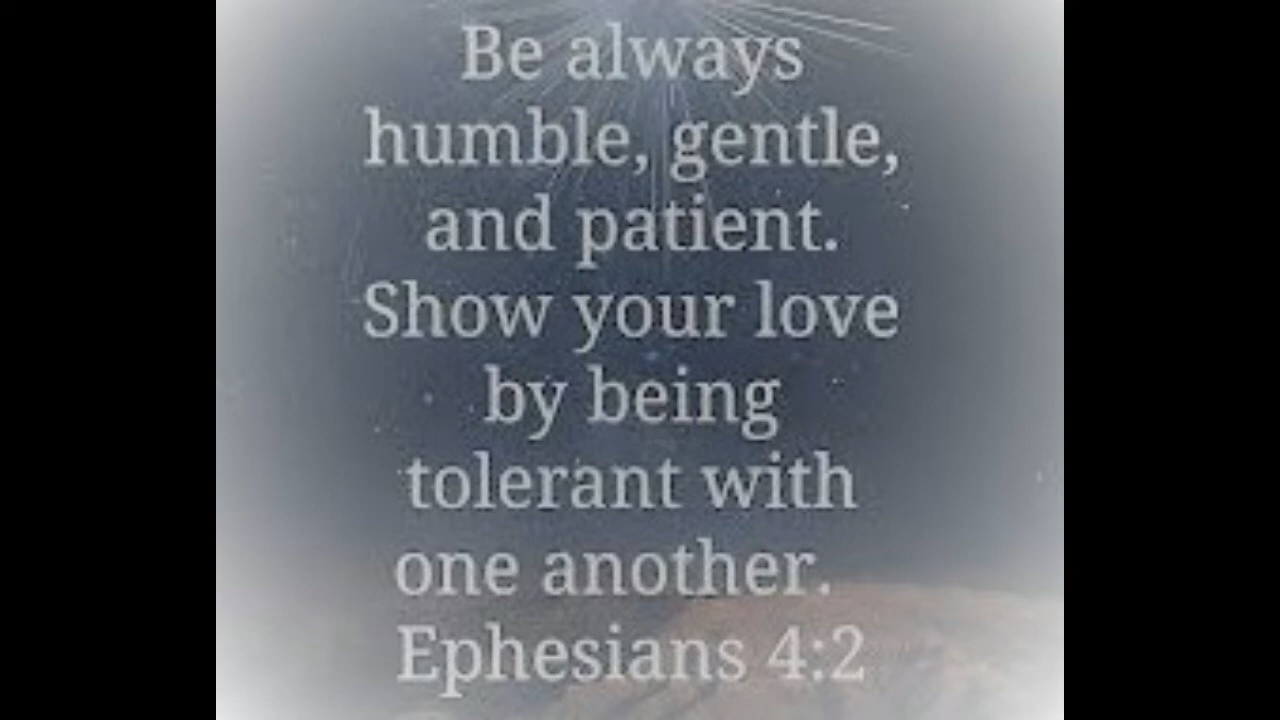 Be always
humble, gentle,
and patient.
Show your love
by being
tolerant with
one another.
Ephesians 4:2